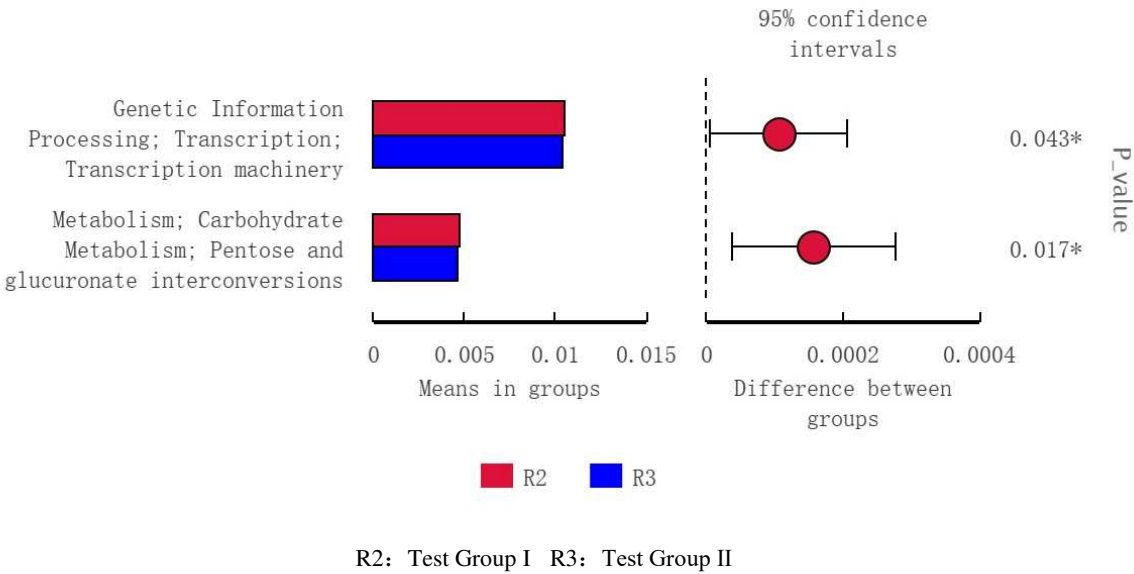 95% confidence
intervals
Genetic Information
Processing; Transcription;
Transcription machinery
0.043*
Metabolism; Carbohydrate
Metabolism; Pentose and
glucuronate interconversions
0.017*
P_value
0 0.005 0.01 0.015
Means in groups
0 0.0002 0.0004
Difference between
groups
R2 R3
R2：Test Group I R3：Test Group II